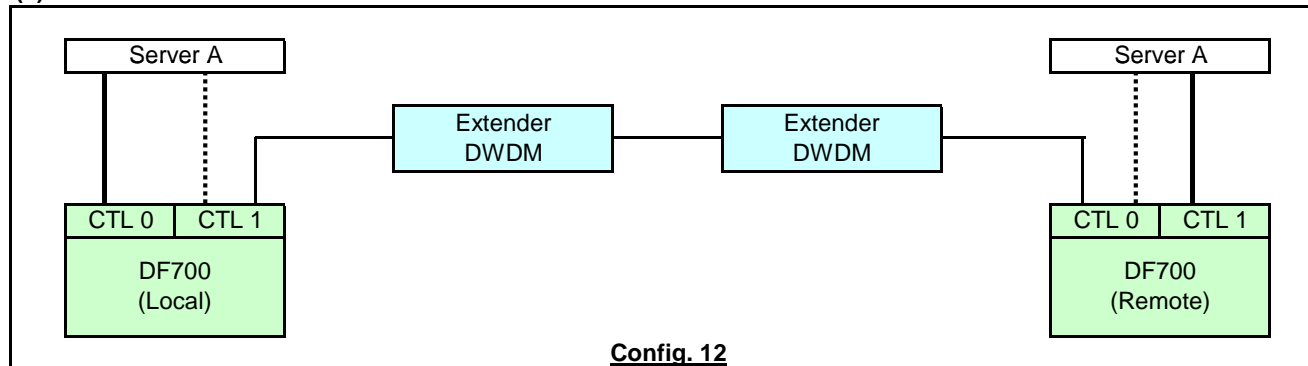 Server A
Server A
Extender
DWDM
Extender
DWDM
CTL 0
CTL 1
CTL 0
CTL 1
DF700
(Local)
DF700
(Remote)
Config. 12